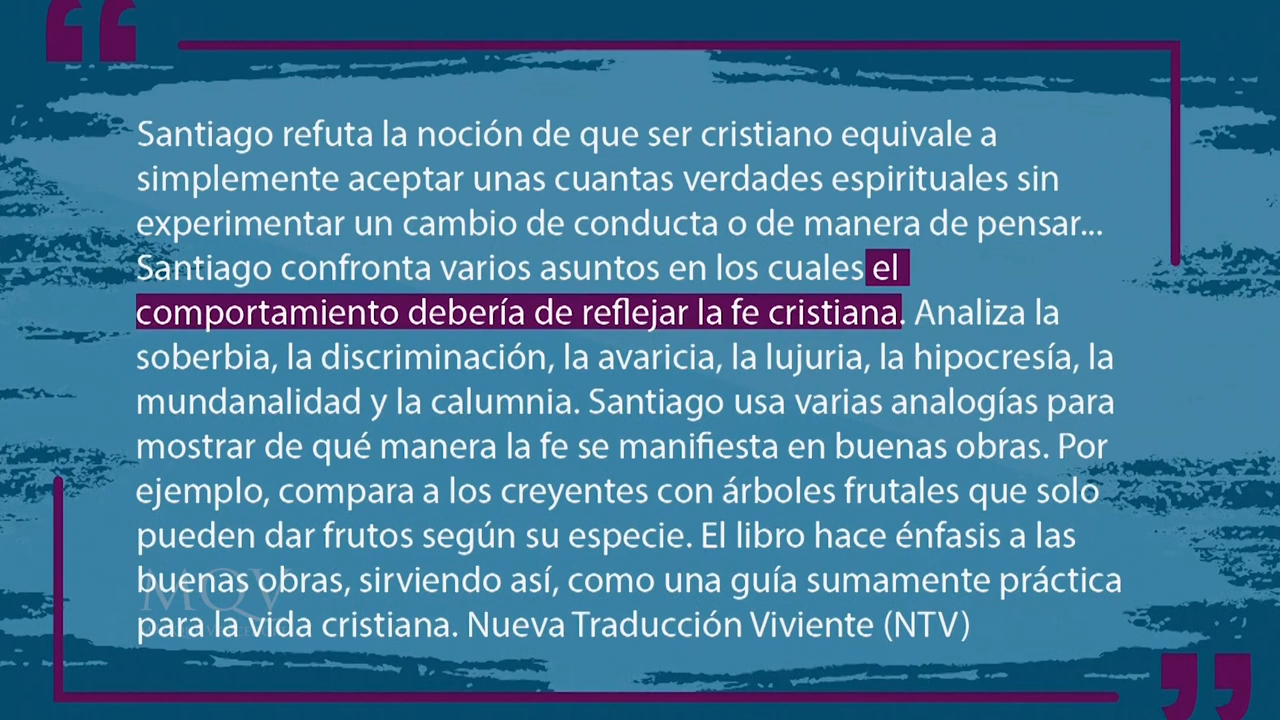 Santiago refuta la noción de que ser cristiano equivale a
simplemente aceptar unas cuantas verdades espirituales sin
experimentar un cambio de conducta o de manera de pensar...
Santiago confronta varios asuntos en los cuales el
comportamiento debería de reflejar la fe cristiana. Analiza la
soberbia, la discriminación, la avaricia, la lujuria, la hipocresía, la
mundanalidad y la calumnia. Santiago usa varias analogías para
mostrar de qué manera la fe se manifiesta en buenas obras. Por
ejemplo, compara a los creyentes con árboles frutales que solo
pueden dar frutos según su especie. El libro hace énfasis a las
buenas obras, sirviendo así, como una guía sumamente práctica
para la vida cristiana. Nueva Traducción Viviente (NTV)
MQV